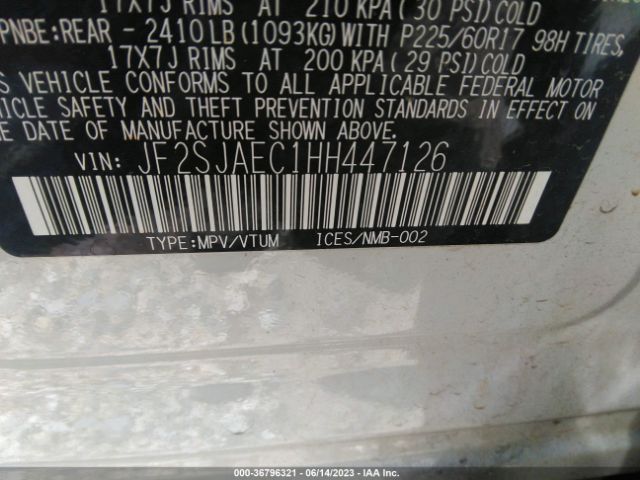 17X7J RIMS AT 210 KPA(30 PSI)COLD
PNBE:REAR - 2410LB(1093KG)WITH P225/60R17 98H TIRES,
17X7J RIMS AT 200 KPA(29 PSI)COLD
S VEHICLE CONFORMS TO ALL APPLICABLE FEDERAL MOTOR
HICLE SAFETY AND THEFT PREVENTION STANDARDS IN EFFECT ON
E DATE OF MANUFACTURE SHOWN ABOVE.
VIN: JF2SJAEC1HH447126
TYPE:MPV/VTUM ICES/NMB-002
000-36796321 - 06/14/2023 - IAA Inc.